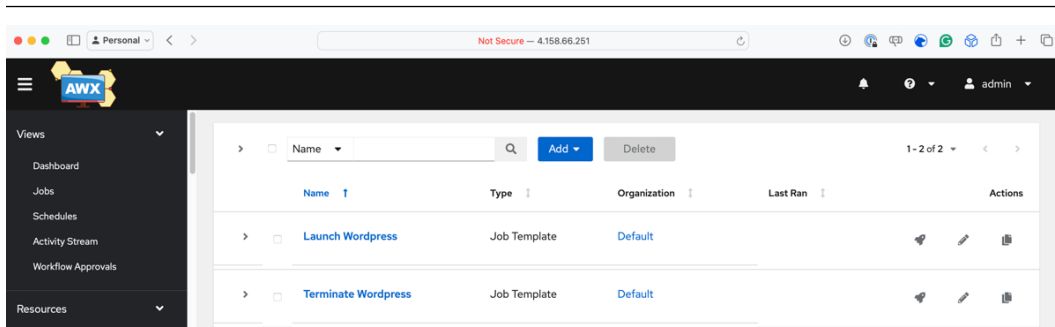 Personal
Not Secure — 4.158.66.251
AWX
admin
Views
Dashboard
Jobs
Schedules
Activity Stream
Workflow Approvals
Resources
Name
Add
Delete
1 - 2 of 2
Name Type Organization Last Ran Actions
Launch Wordpress Job Template Default
Terminate Wordpress Job Template Default